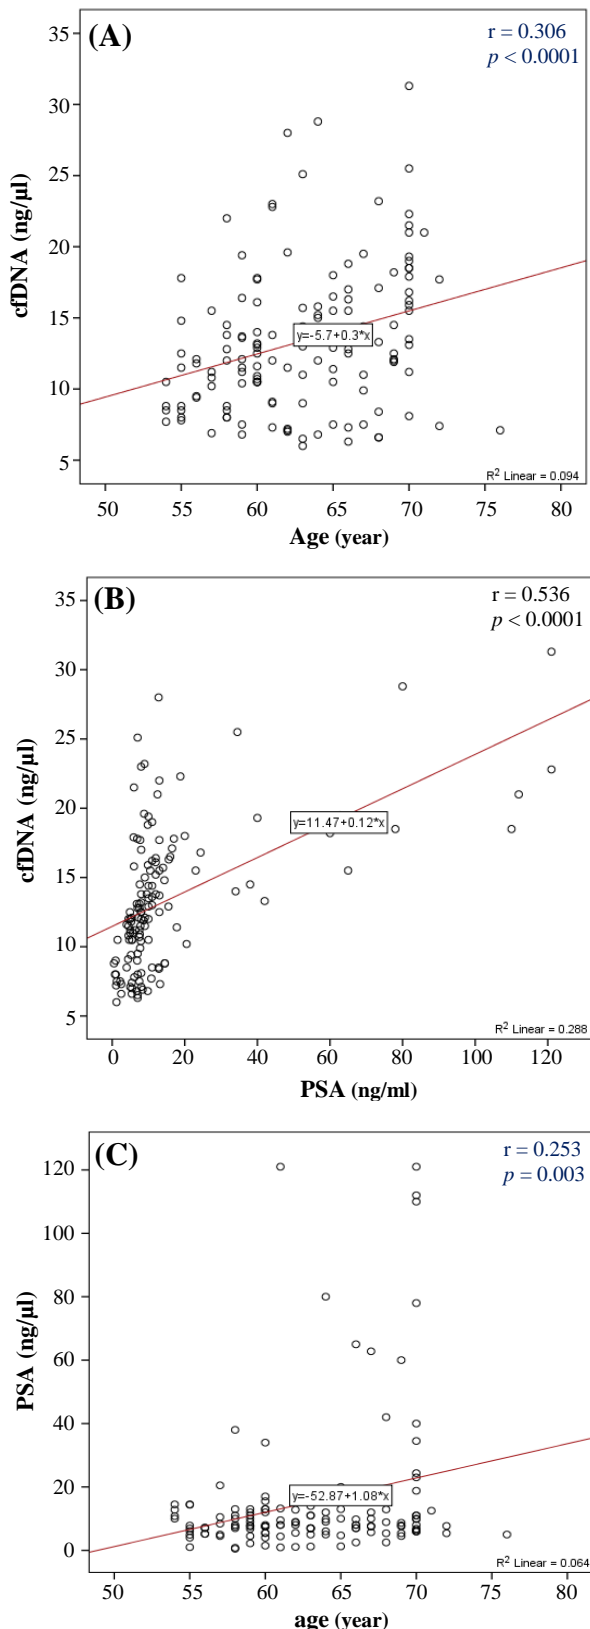 (A)
r = 0.306
p < 0.0001
35
30
25
20
15
10
5
cfDNA (ng/µl)
y=-5.7+0.3*x
R2 Linear = 0.094
50 55 60 65 70 75 80
Age (year)
(B)
r = 0.536
p < 0.0001
35
30
25
20
15
10
5
cfDNA (ng/µl)
y=11.47+0.12*x
R2 Linear = 0.288
0 20 40 60 80 100 120
PSA (ng/ml)
(C)
r = 0.253
p = 0.003
120
100
80
60
40
20
0
PSA (ng/µl)
y=-52.87+1.08*x
R2 Linear = 0.064
50 55 60 65 70 75 80
age (year)